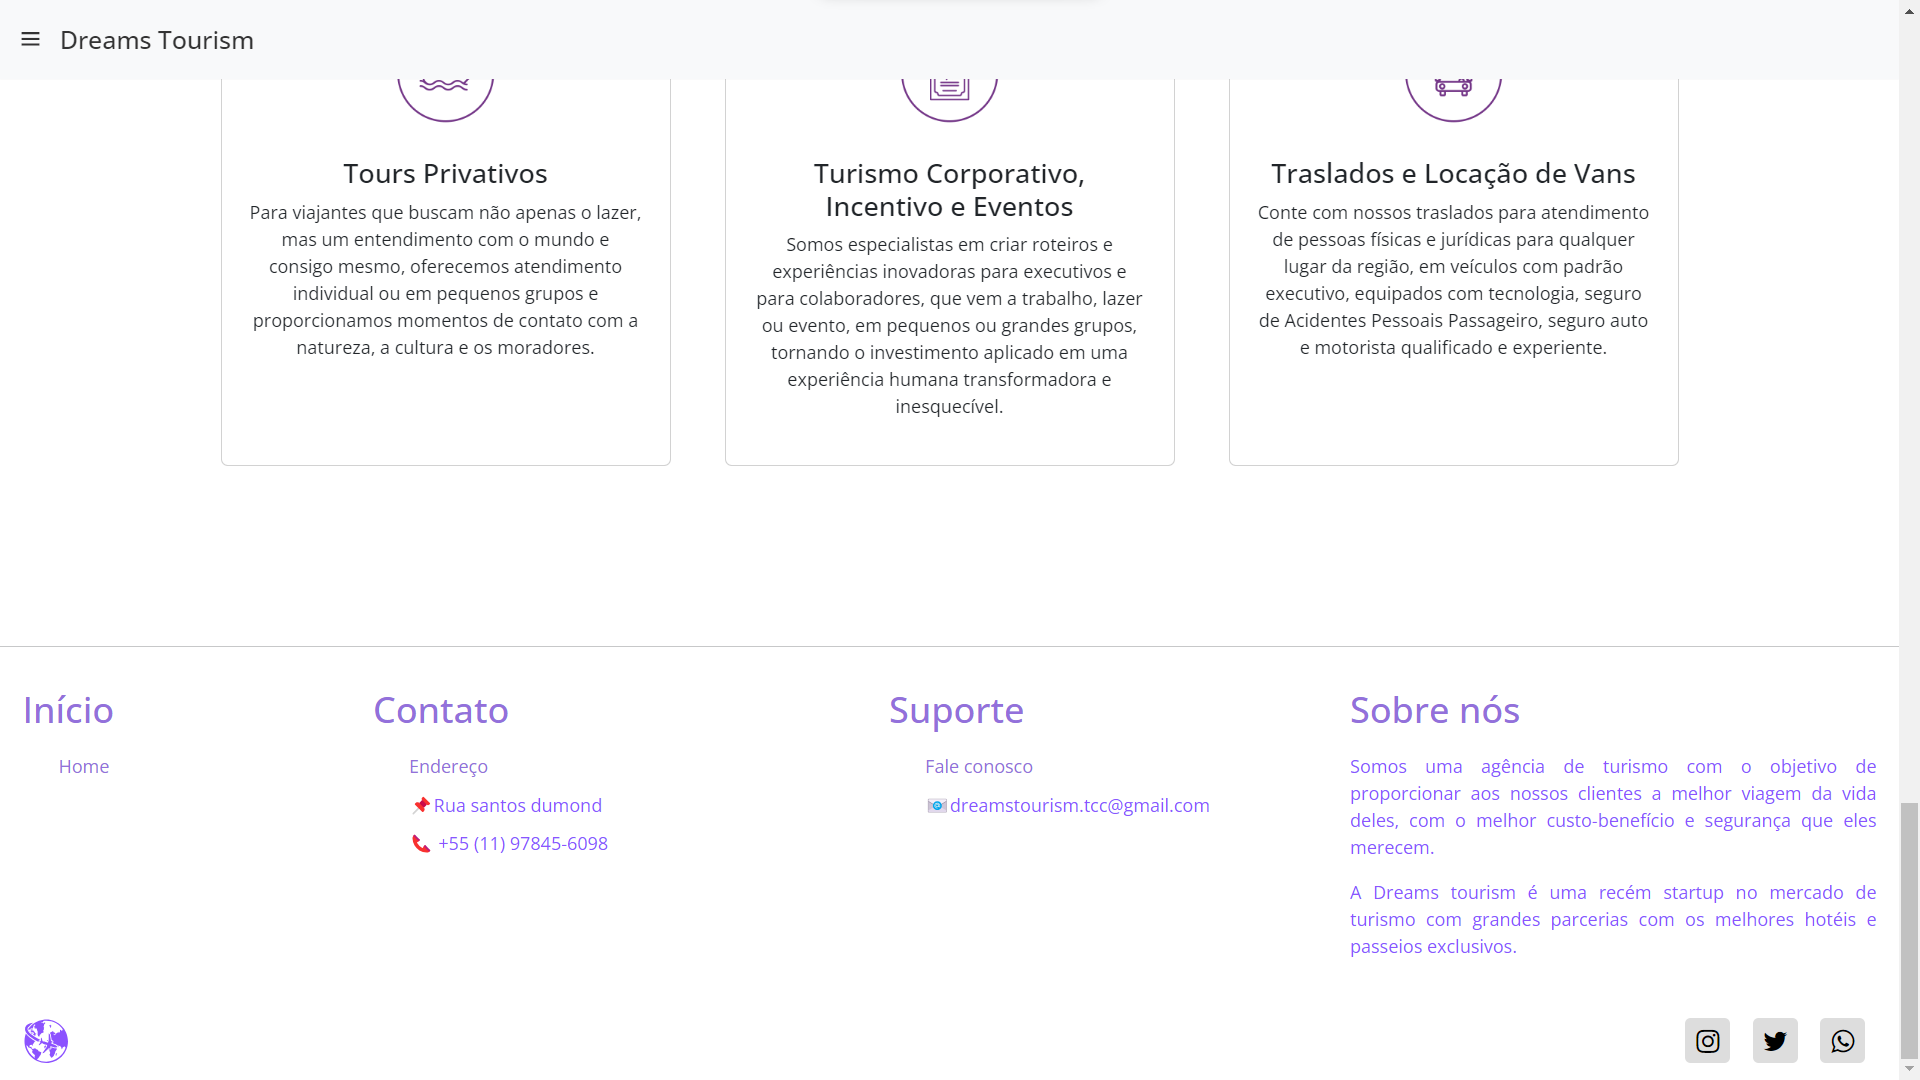 Dreams Tourism
Tours Privativos
Para viajantes que buscam não apenas o lazer,
mas um entendimento com o mundo e
consigo mesmo, oferecemos atendimento
individual ou em pequenos grupos e
proporcionamos momentos de contato com a
natureza, a cultura e os moradores.
Turismo Corporativo,
Incentivo e Eventos
Somos especialistas em criar roteiros e
experiências inovadoras para executivos e
para colaboradores, que vem a trabalho, lazer
ou evento, em pequenos ou grandes grupos,
tornando o investimento aplicado em uma
experiência humana transformadora e
inesquecível.
Traslados e Locação de Vans
Conte com nossos traslados para atendimento
de pessoas físicas e jurídicas para qualquer
lugar da região, em veículos com padrão
executivo, equipados com tecnologia, seguro
de Acidentes Pessoais Passageiro, seguro auto
e motorista qualificado e experiente.
Início
Home
Contato
Endereço
Rua santos dumond
+55 (11) 97845-6098
Suporte
Fale conosco
dreamstourism.tcc@gmail.com
Sobre nós
Somos uma agência de turismo com o objetivo de
proporcionar aos nossos clientes a melhor viagem da vida
deles, com o melhor custo-benefício e segurança que eles
merecem.
A Dreams tourism é uma recém startup no mercado de
turismo com grandes parcerias com os melhores hotéis e
passeios exclusivos.